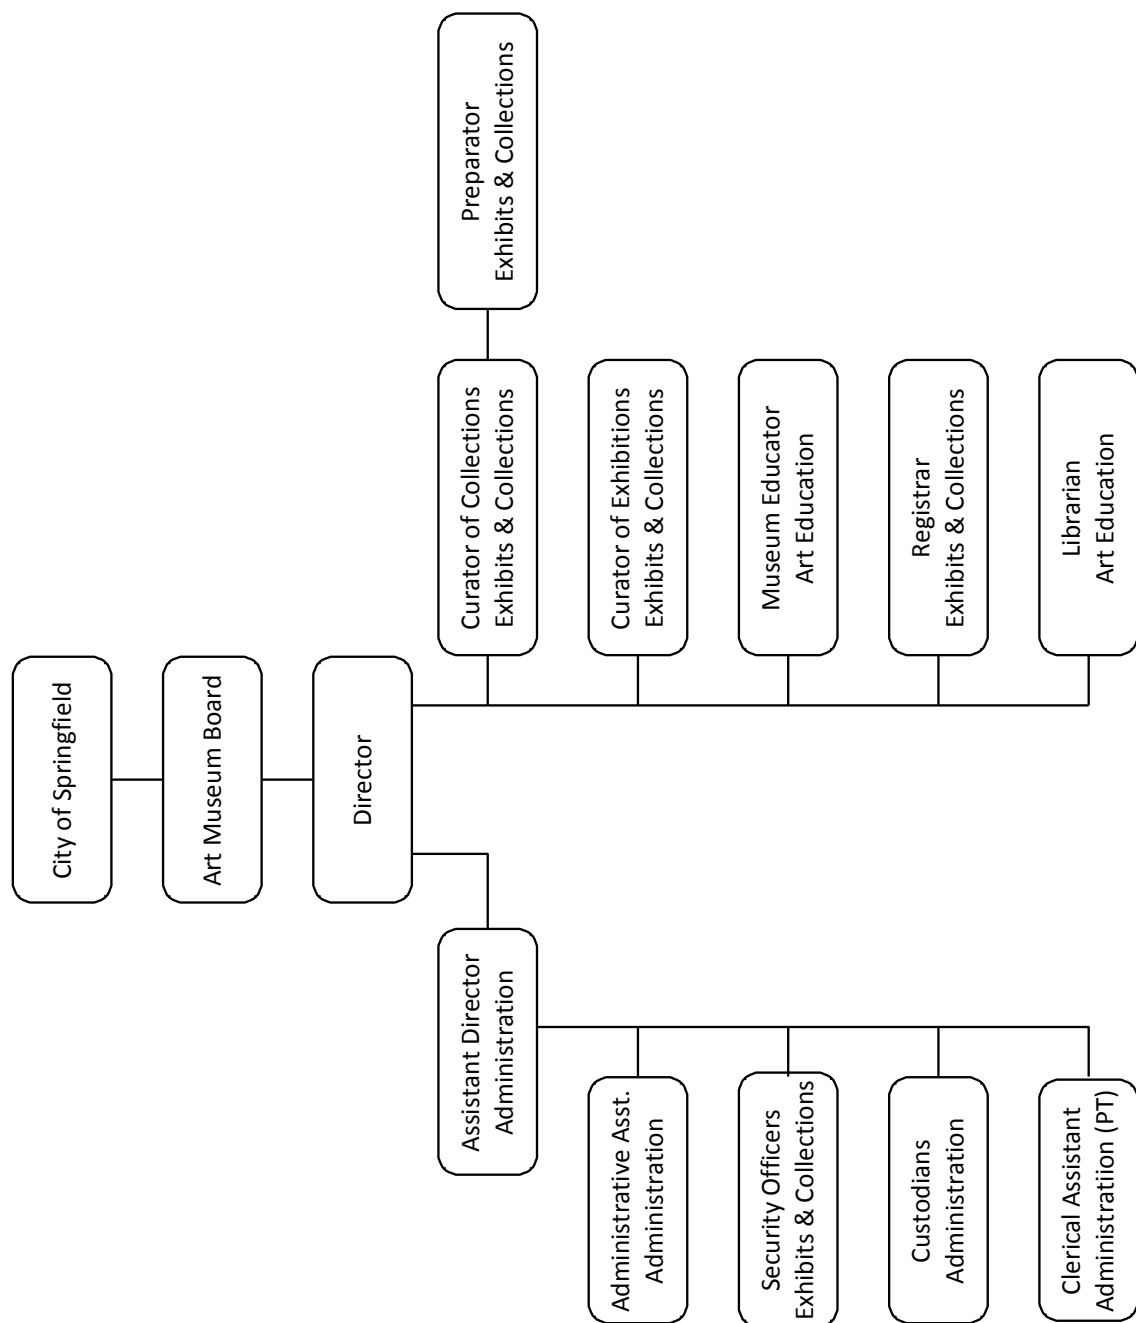 City of Springfield
Art Museum Board
Director
Assistant Director
Administration
Administrative Asst.
Administration
Security Officers
Exhibits & Collections
Custodians
Administration
Clerical Assistant
Administratiion (PT)
Curator of Collections
Exhibits & Collections
Preparator
Exhibits & Collections
Curator of Exhibitions
Exhibits & Collections
Museum Educator
Art Education
Registrar
Exhibits & Collections
Librarian
Art Education